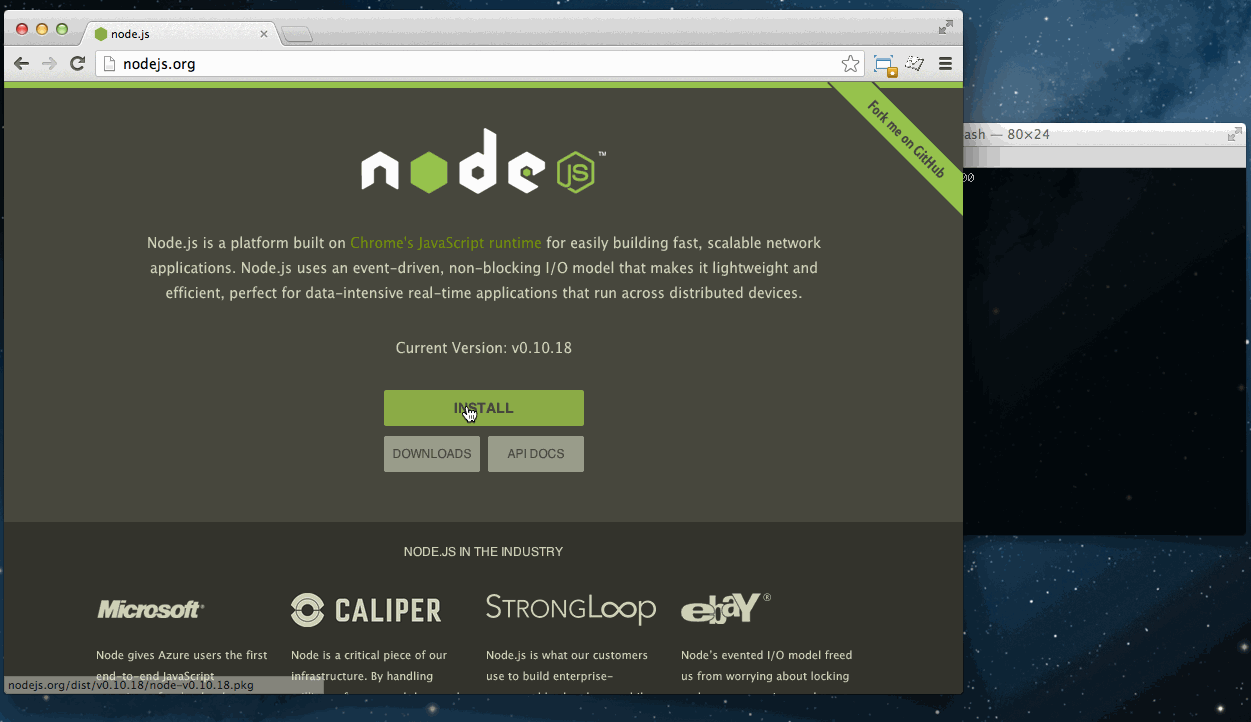 node.js
nodejs.org
ash — 80×24
Fork me on GitHub
node JS ™
Node.js is a platform built on Chrome's JavaScript runtime for easily building fast, scalable network
applications. Node.js uses an event-driven, non-blocking I/O model that makes it lightweight and
efficient, perfect for data-intensive real-time applications that run across distributed devices.
Current Version: v0.10.18
INSTALL
DOWNLOADS
API DOCS
NODE.JS IN THE INDUSTRY
Microsoft
CALIPER
STRONGLOOP
ebaY®
Node gives Azure users the first
end-to-end JavaScript
Node is a critical piece of our
infrastructure. By handling
Node.js is what our customers
use to build enterprise-
Node's evented I/O model freed
us from worrying about locking
nodejs.org/dist/v0.10.18/node-v0.10.18.pkg